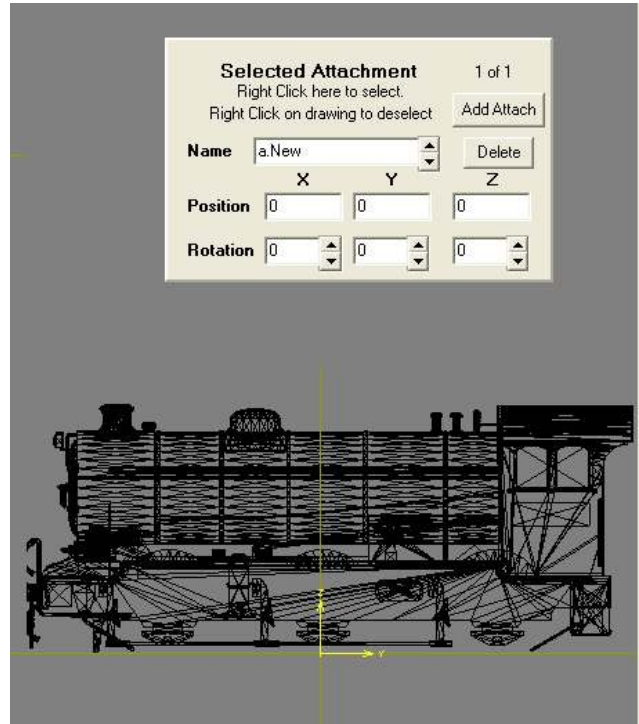 Selected Attachment 1 of 1
Right Click here to select.
Right Click on drawing to deselect Add Attach
Name a.New Delete
X Y Z
Position 0 0 0
Rotation 0 0 0
Z
Y